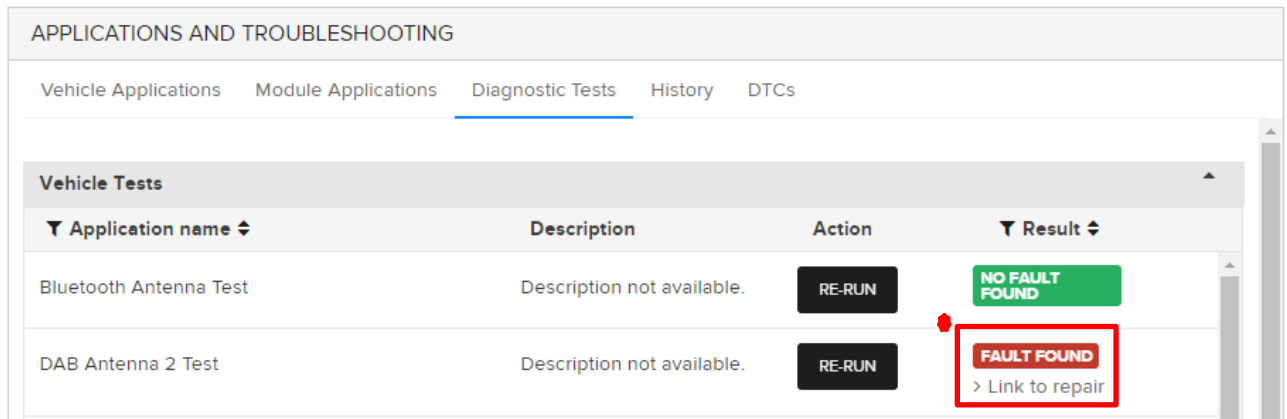 APPLICATIONS AND TROUBLESHOOTING
Vehicle Applications Module Applications Diagnostic Tests History DTCs
Vehicle Tests
Application name Description Action Result
Bluetooth Antenna Test Description not available. RE-RUN NO FAULT FOUND
DAB Antenna 2 Test Description not available. RE-RUN FAULT FOUND
> Link to repair